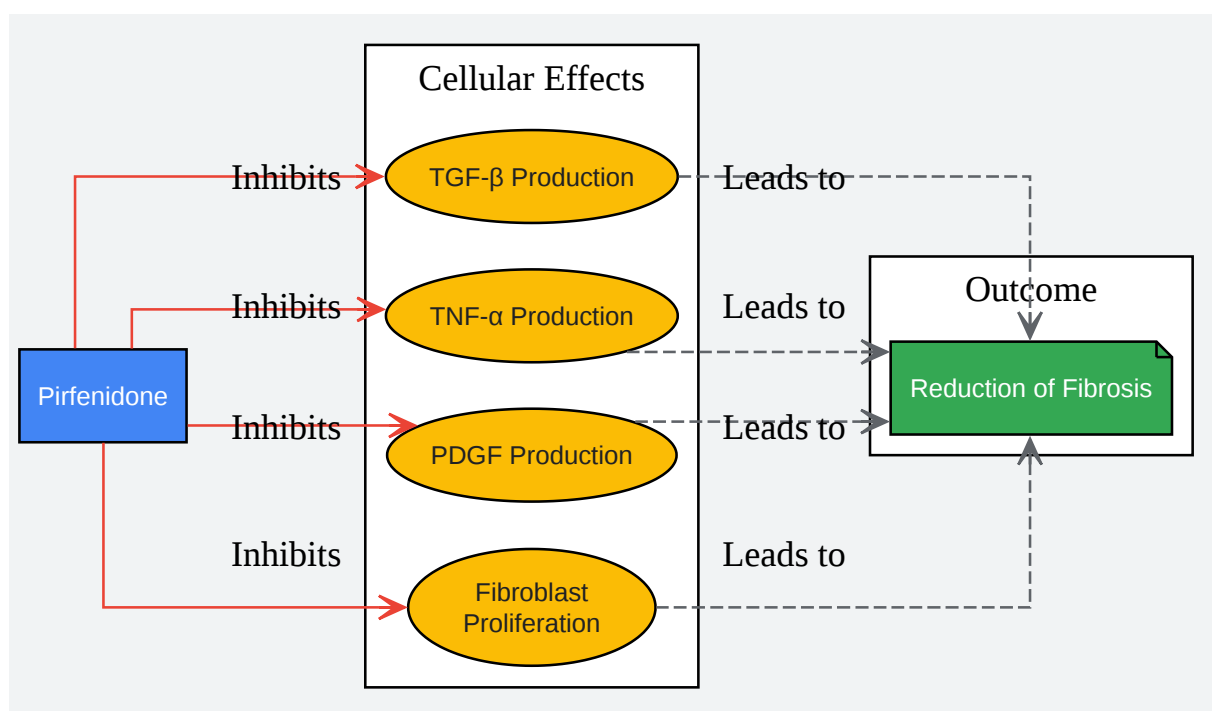 Cellular Effects
Inhibits
TGF-β Production
Leads to
Inhibits
TNF-α Production
Leads to
Outcome
Pirfenidone
Reduction of Fibrosis
Inhibits
PDGF Production
Leads to
Inhibits
Fibroblast
Proliferation
Leads to